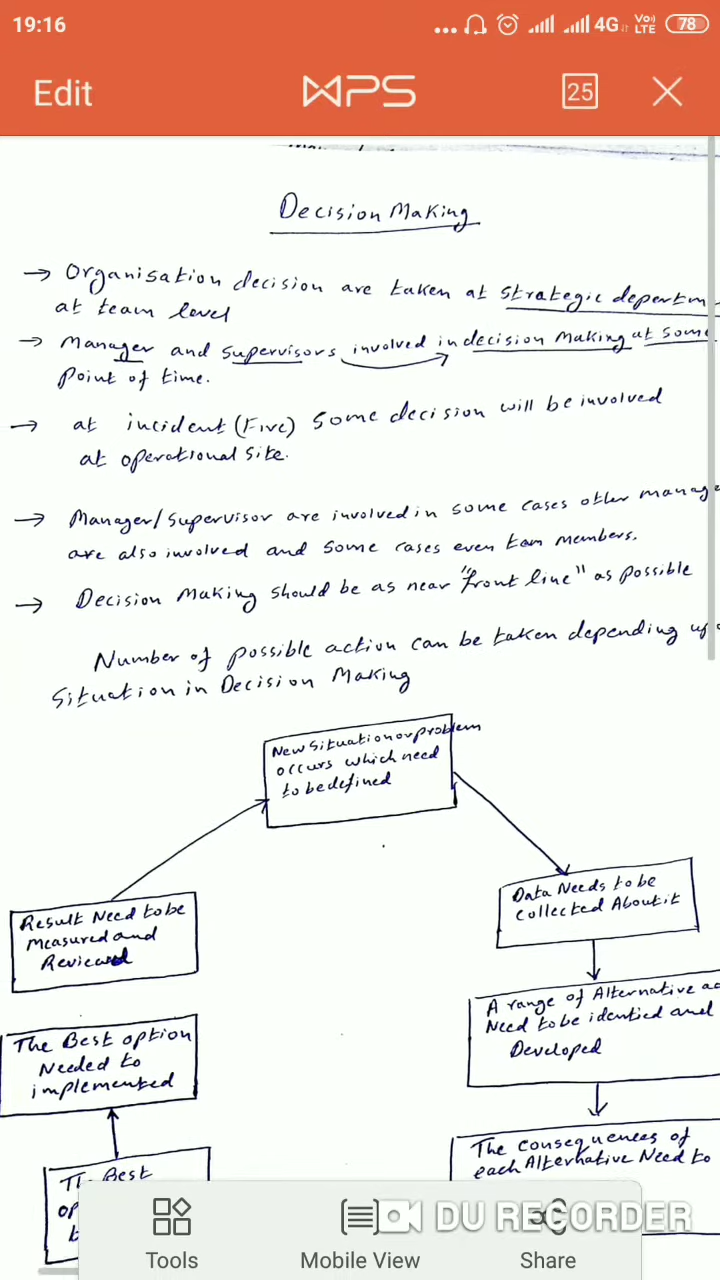 19:16
4G
Vo))
LTE
78
Edit
WPS
25
Decision Making
→ Organisation decision are taken at strategic departm
at team level
→ Manager and supervisors involved in decision Making at some
point of time.
→ at incident (Five) some decision will be involved
at operational site.
→ Manager/supervisor are involved in some cases other manage
are also involved and some cases even tam members.
→ Decision Making should be as near "front line" as possible
Number of possible action can be taken depending up
situation in Decision Making
New situation or problem
occurs which need
to be defined
Data Needs to be
collected About it
Result Need to be
Measured and
Reviewed
A range of Alternative ac
Need to be identied and
Developed
The Best option
Needed to
implemented
The consequences of
each Alternative Need to
The Best
op
b
DU RECORDER
Tools
Mobile View
Share